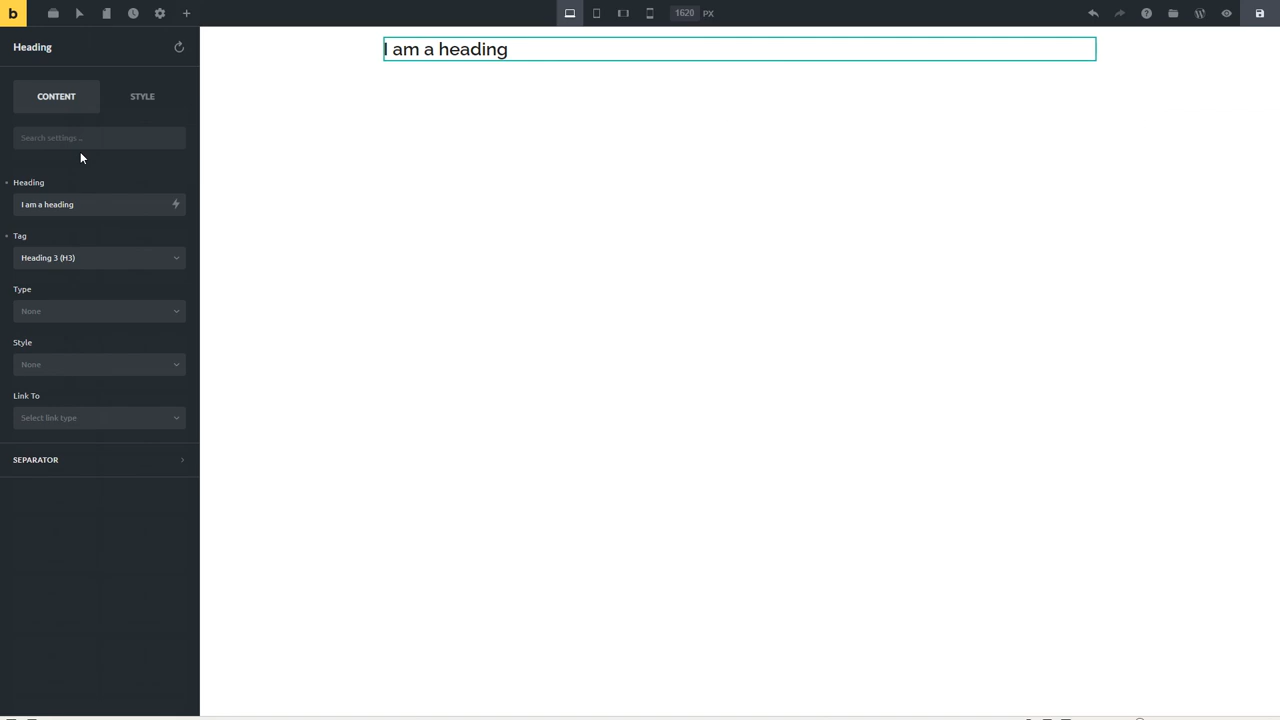 b
1620 PX
Heading
CONTENT STYLE
Search settings ..
Heading
I am a heading
Tag
Heading 3 (H3)
Type
None
Style
None
Link To
Select link type
SEPARATOR
I am a heading